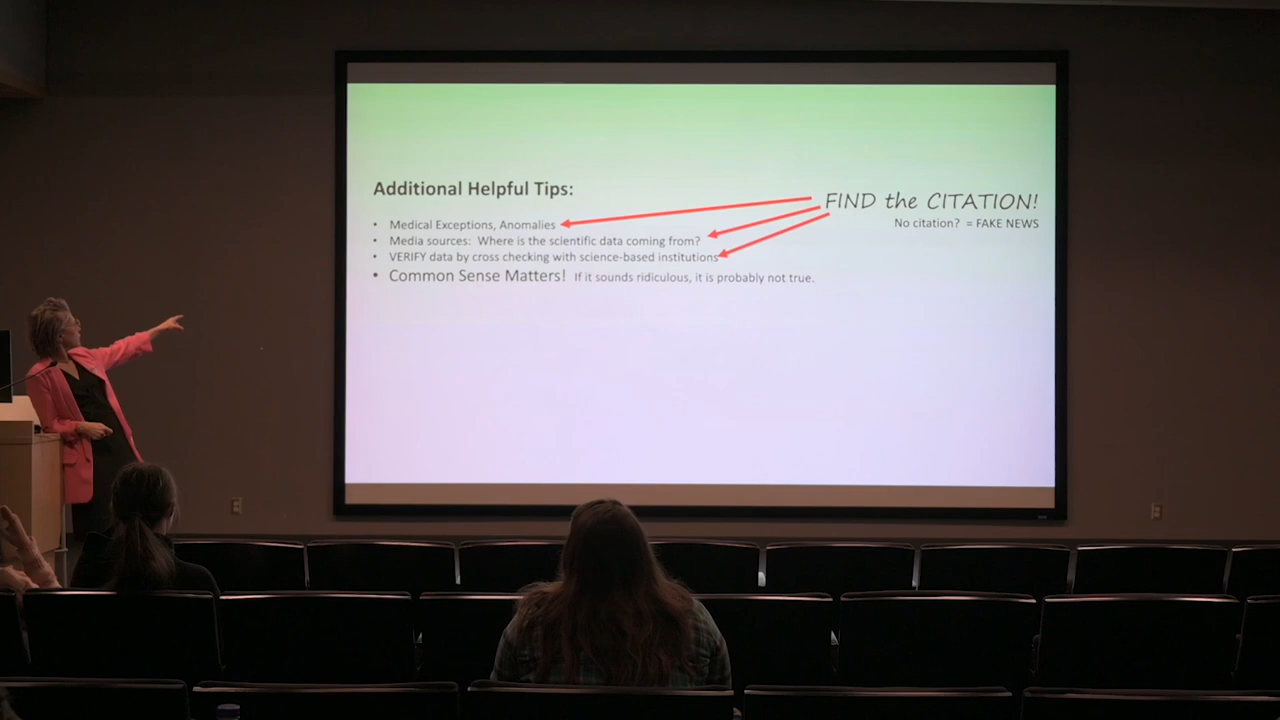 Additional Helpful Tips:
FIND the CITATION!
No citation? = FAKE NEWS
• Medical Exceptions, Anomalies
• Media sources: Where is the scientific data coming from?
• VERIFY data by cross checking with science-based institutions
• Common Sense Matters! If it sounds ridiculous, it is probably not true.